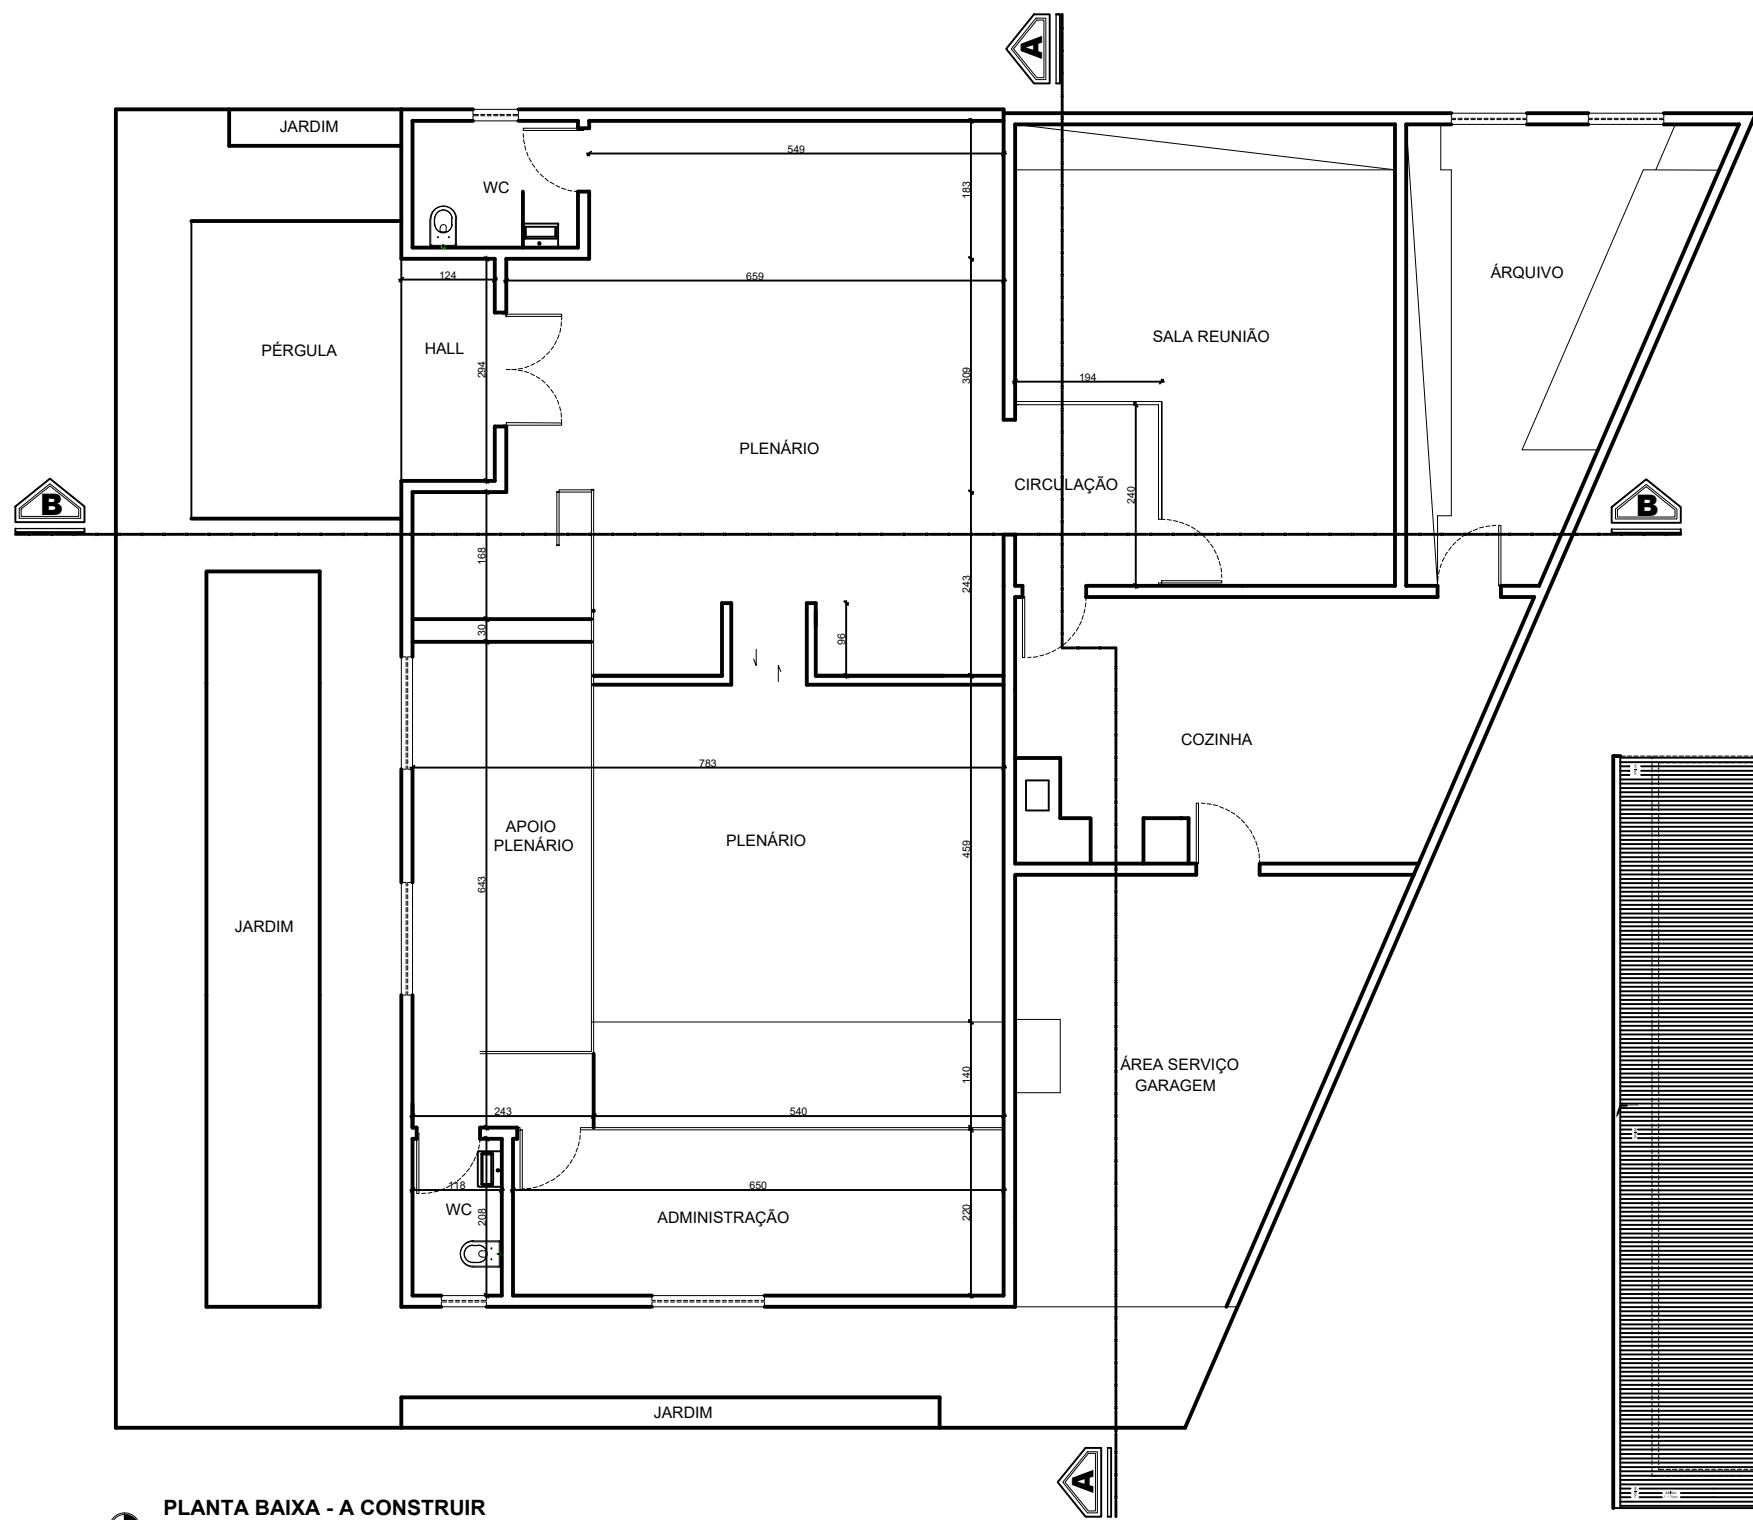 A
JARDIM
549
WC
183
124
659
ÁRQUIVO
SALA REUNIÃO
PÉRGULA
HALL
294
309
194
PLENÁRIO
CIRCULAÇÃO
240
B
B
168
243
30
96
COZINHA
783
APOIO
PLENÁRIO
PLENÁRIO
459
643
JARDIM
ÁREA SERVIÇO
GARAGEM
140
243
540
118
650
WC
208
ADMINISTRAÇÃO
220
JARDIM
A
PLANTA BAIXA - A CONSTRUIR